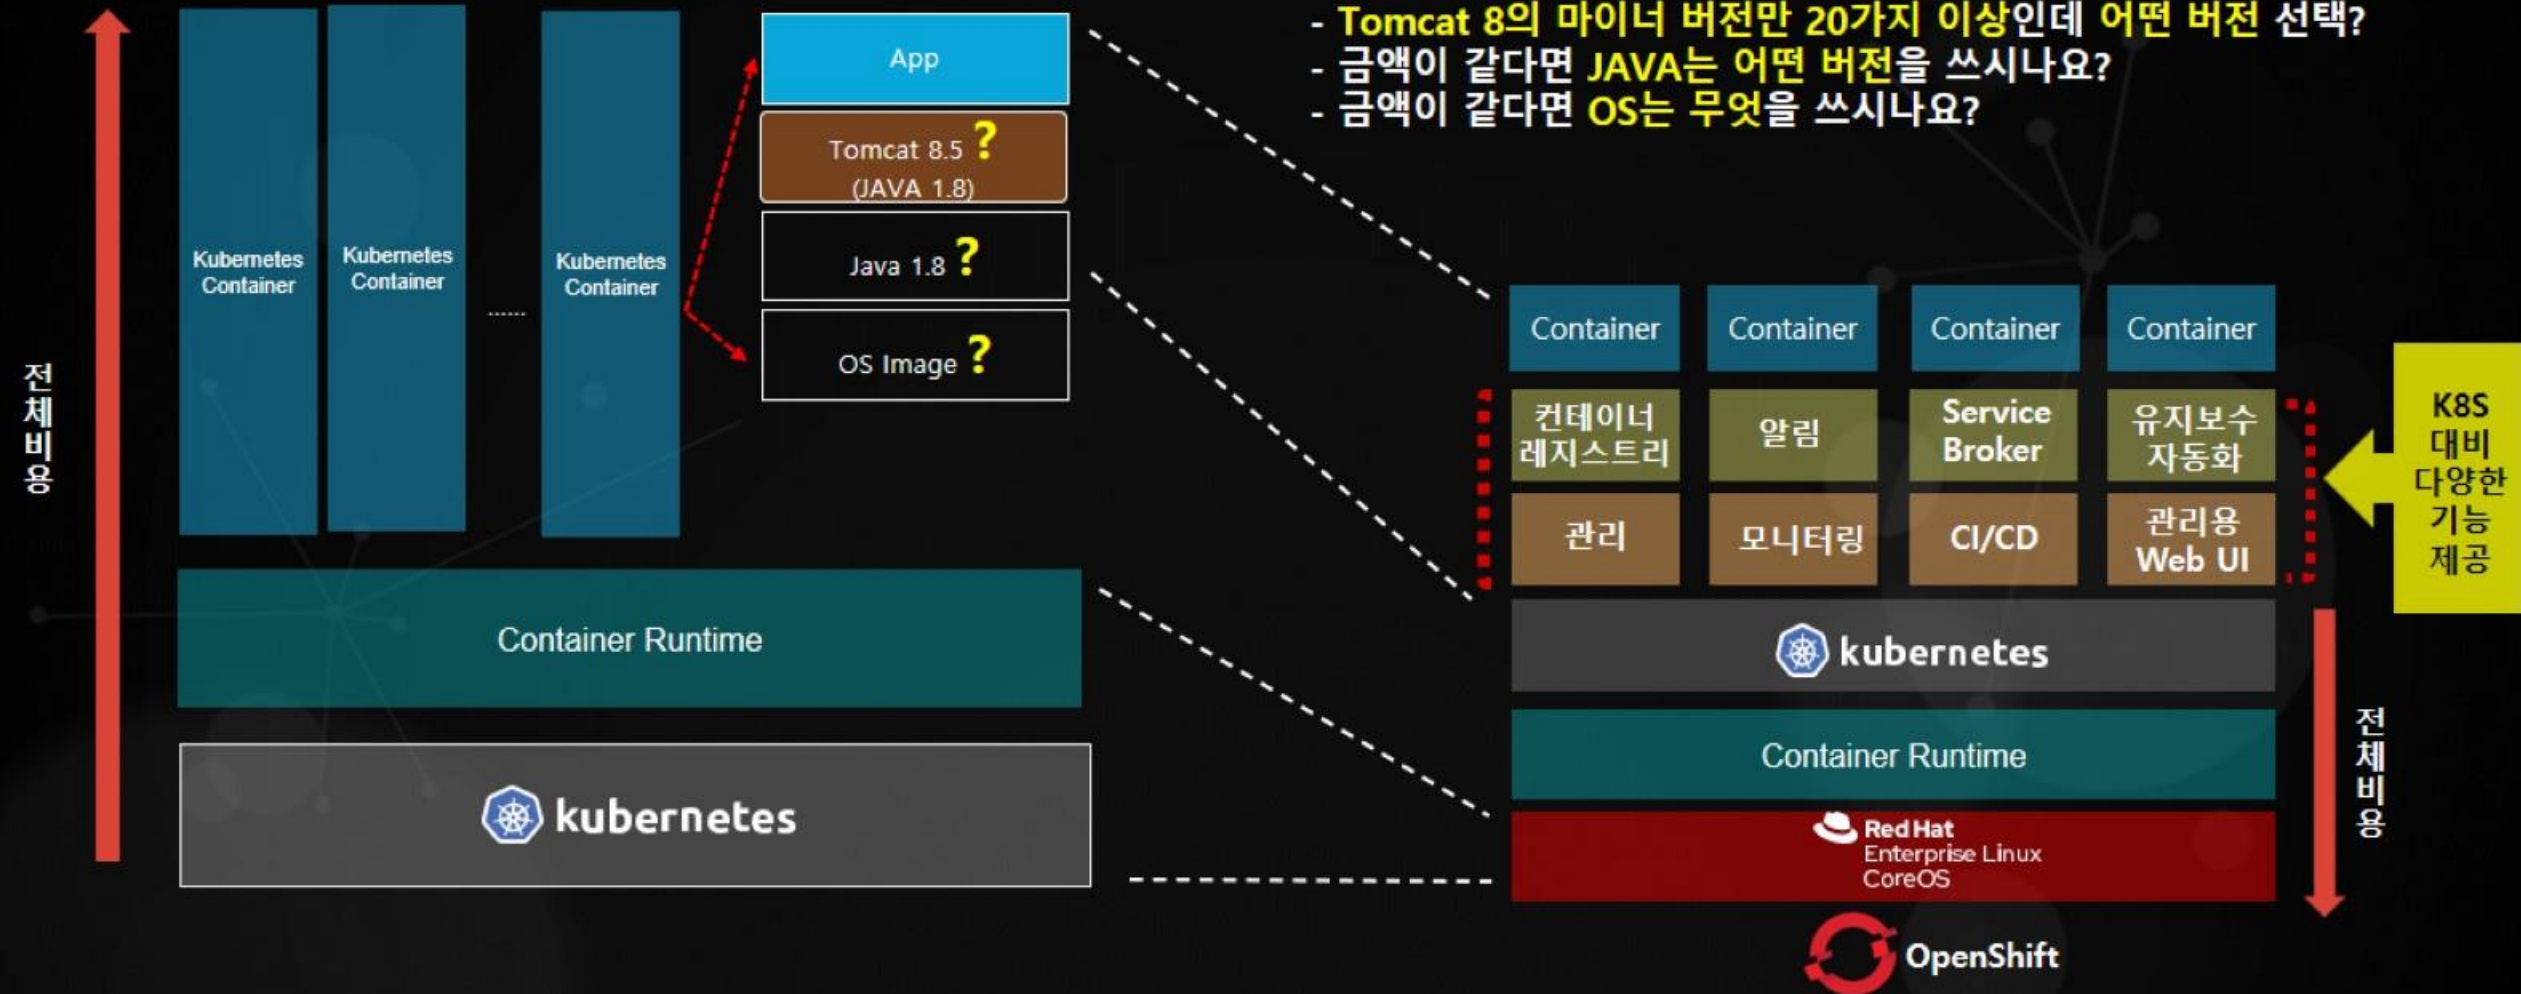 - Tomcat 8의 마이너 버전만 20가지 이상인데 어떤 버전 선택?
- 금액이 같다면 JAVA는 어떤 버전을 쓰시나요?
- 금액이 같다면 OS는 무엇을 쓰시나요?
전체비용
Kubernetes
Container
Kubernetes
Container
......
Kubernetes
Container
App
Tomcat 8.5 ?
(JAVA 1.8)
Java 1.8 ?
OS Image ?
Container Runtime
kubernetes
Container
Container
Container
Container
컨테이너
레지스트리
알림
Service
Broker
유지보수
자동화
관리
모니터링
CI/CD
관리용
Web UI
kubernetes
Container Runtime
Red Hat
Enterprise Linux
CoreOS
OpenShift
K8S
대비
다양한
기능
제공
전체비용